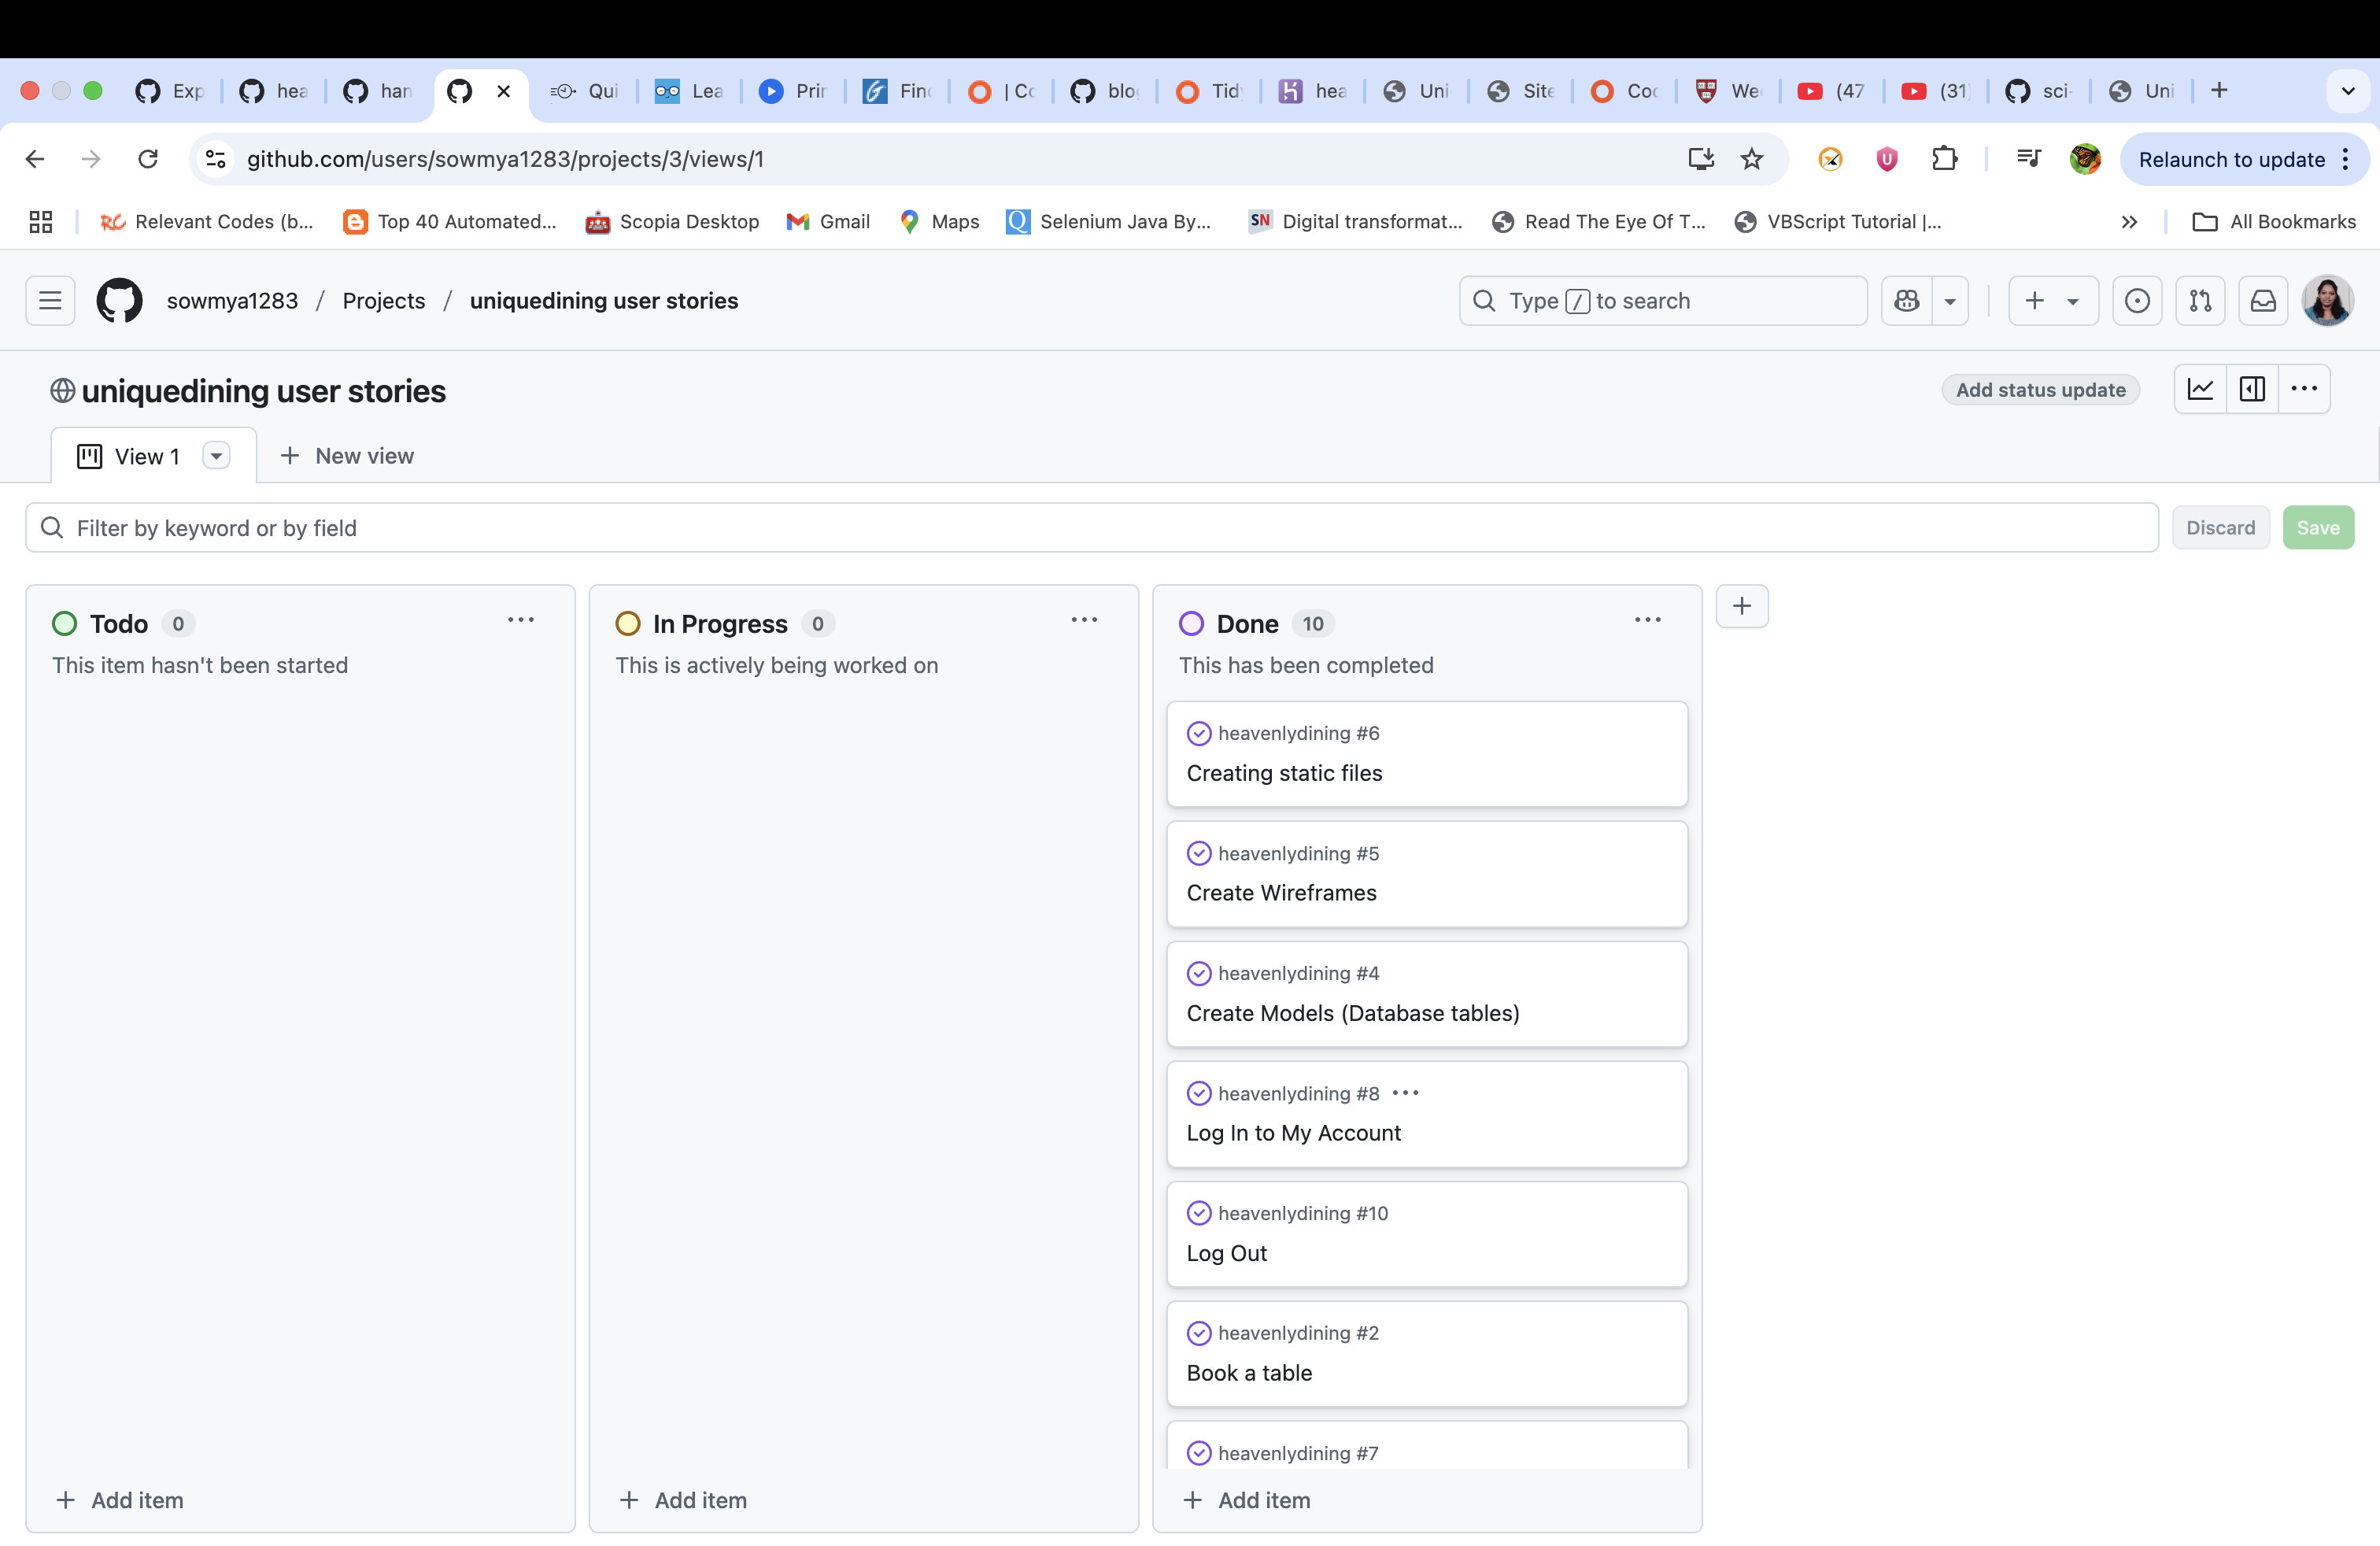 Exp
hea
han
Qui
Lea
Prin
Finc
| Co
blo
Tidy
hea
Uni
Site
Coc
We
(47
(31)
sci-
Uni
github.com/users/sowmya1283/projects/3/views/1
Relaunch to update
Relevant Codes (b...
Top 40 Automated...
Scopia Desktop
Gmail
Maps
Selenium Java By...
SN Digital transformat...
Read The Eye Of T...
VBScript Tutorial |...
All Bookmarks
sowmya1283 / Projects / uniquedining user stories
Type / to search
uniquedining user stories
Add status update
View 1
New view
Filter by keyword or by field
Discard
Save
Todo 0
This item hasn't been started
Add item
In Progress 0
This is actively being worked on
Add item
Done 10
This has been completed
heavenlydining #6
Creating static files
heavenlydining #5
Create Wireframes
heavenlydining #4
Create Models (Database tables)
heavenlydining #8
Log In to My Account
heavenlydining #10
Log Out
heavenlydining #2
Book a table
heavenlydining #7
Add item